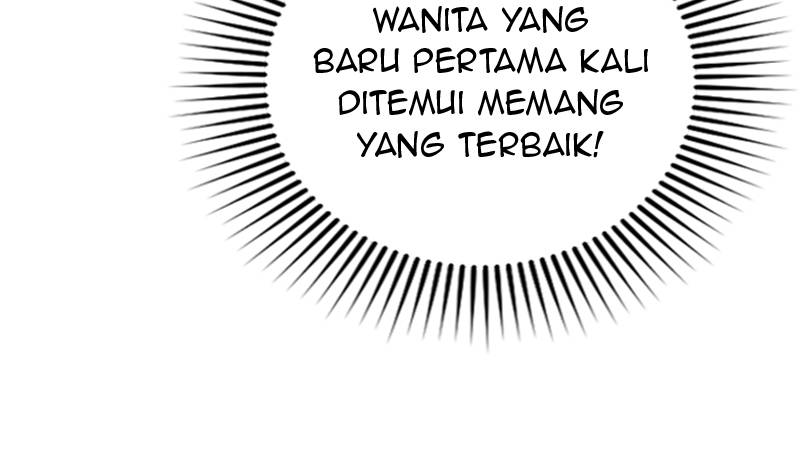 WANITA YANG
BARU PERTAMA KALI
DITEMUI MEMANG
YANG TERBAIK!